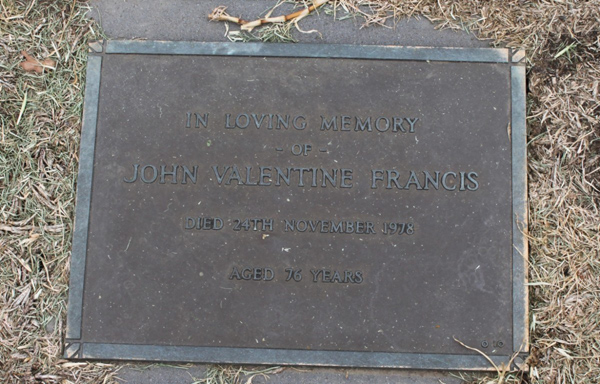 IN LOVING MEMORY
- OF -
JOHN VALENTINE FRANCIS
DIED 24TH NOVEMBER 1978
AGED 76 YEARS